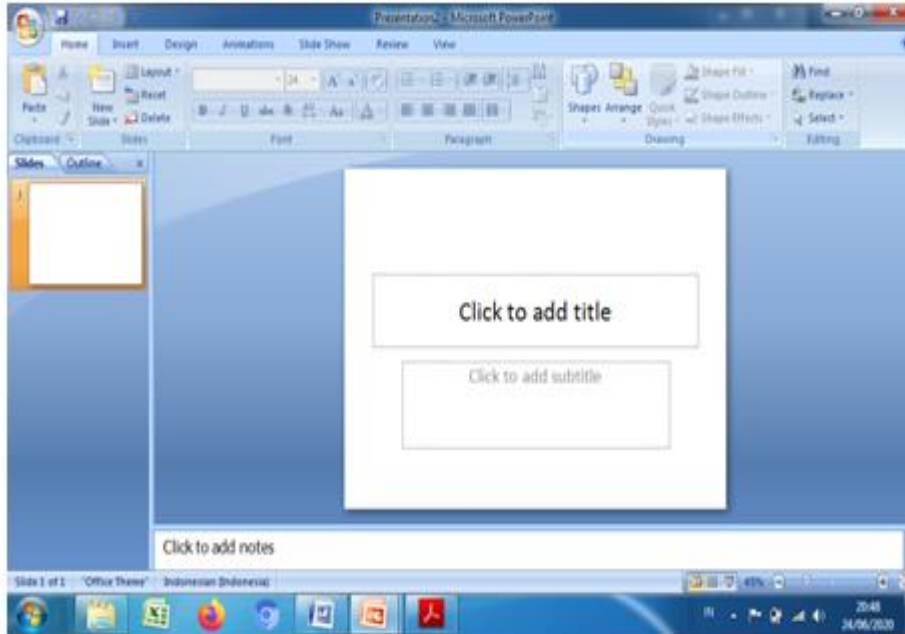 Presentation2 - Microsoft PowerPoint
Home Insert Design Animations Slide Show Review View
Paste
New Slide
Layout
Reset
Delete
24
Shapes Arrange Quick Styles
Shape Fill
Shape Outline
Shape Effects
Find
Replace
Select
Clipboard Slides Font Paragraph Drawing Editing
Slides Outline
1
Click to add title
Click to add subtitle
Click to add notes
Slide 1 of 1 "Office Theme" Indonesian (Indonesia) 45%
IN 20:48
24/06/2020